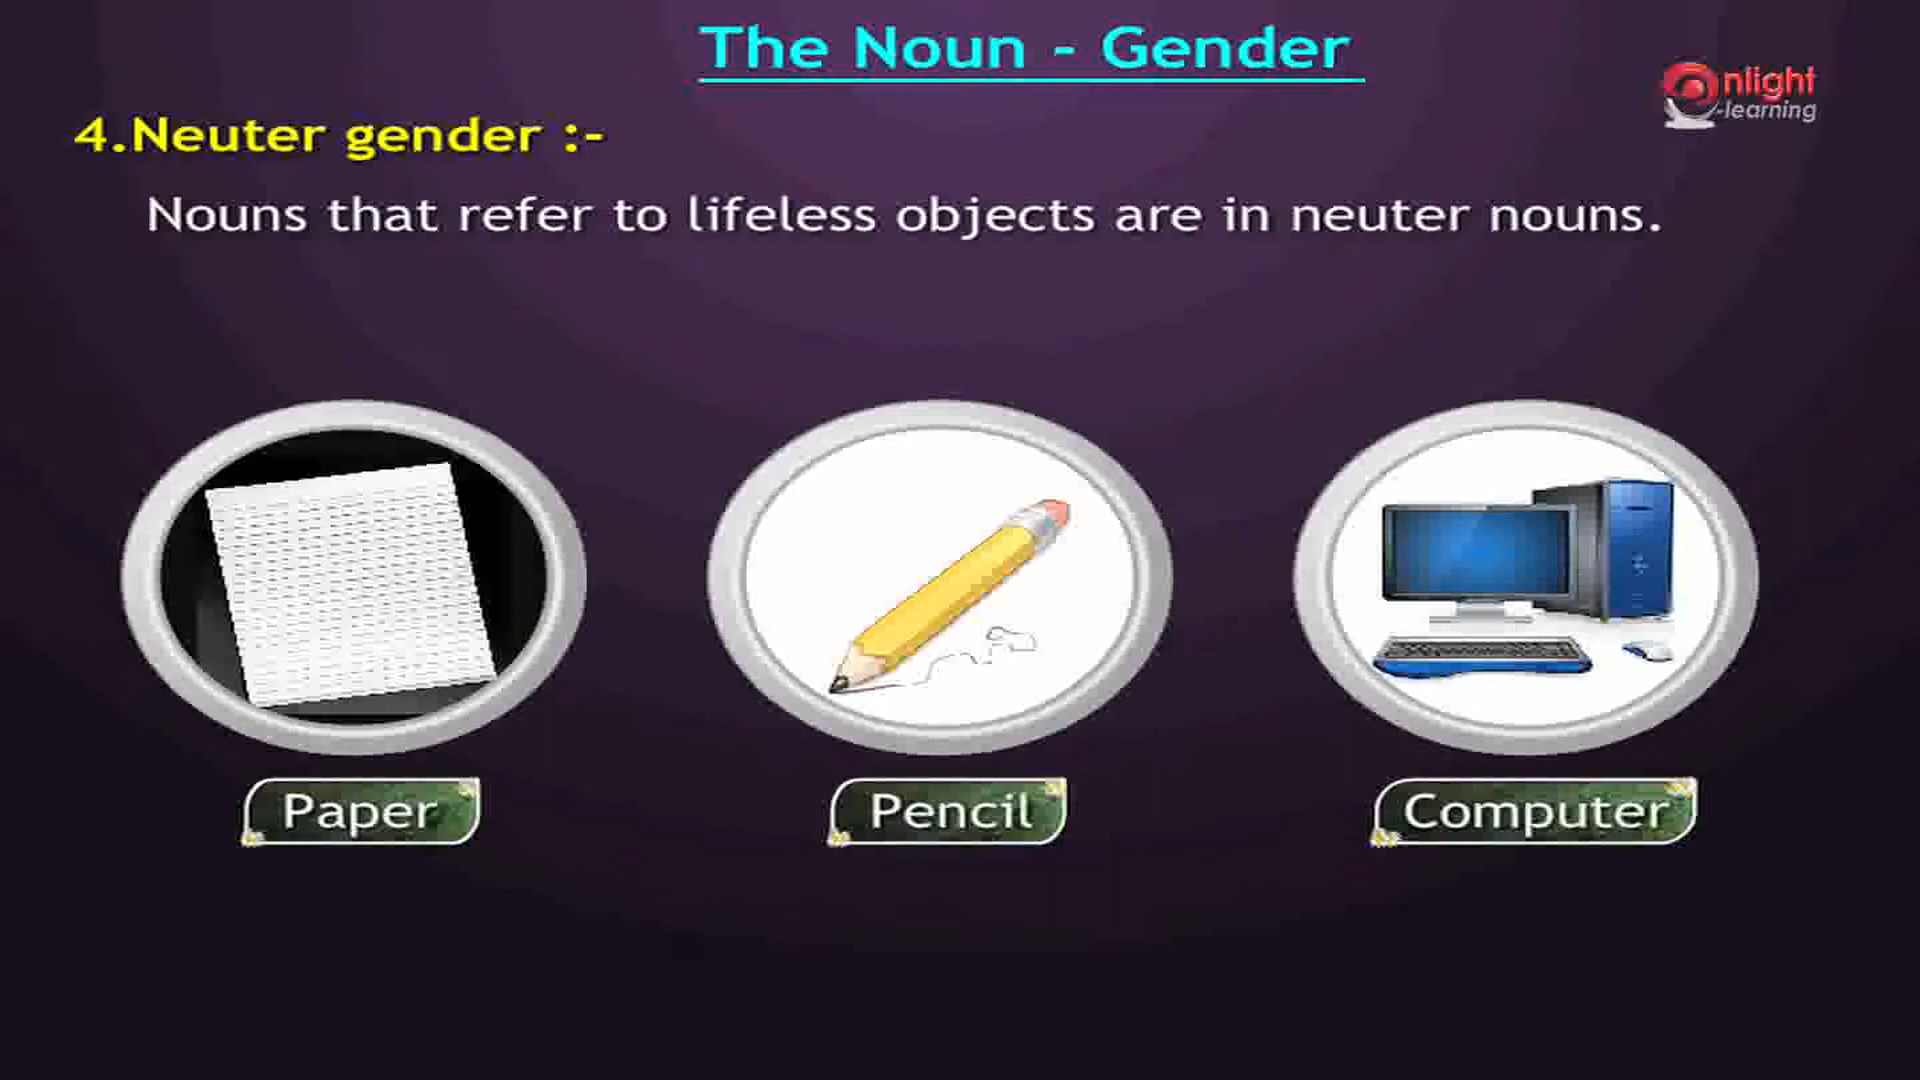 The Noun - Gender
nlight
-learning
4.Neuter gender :-
Nouns that refer to lifeless objects are in neuter nouns.
Paper
Pencil
Computer